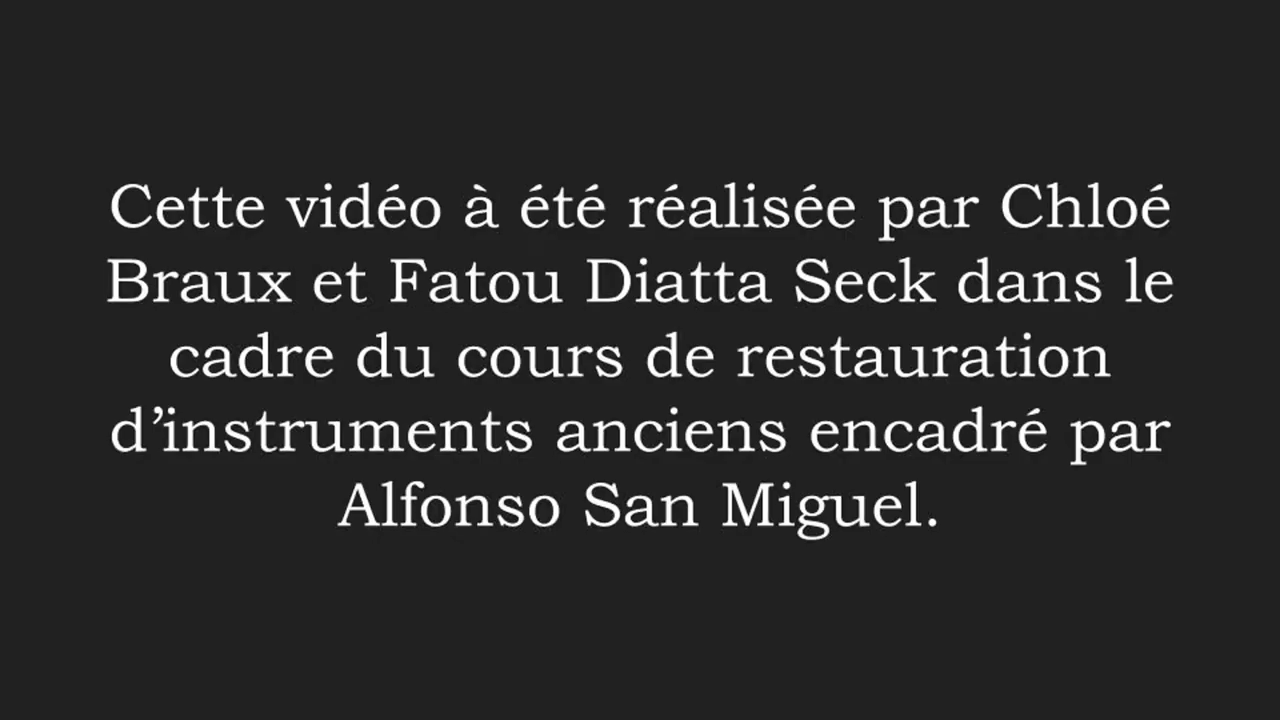 Cette vidéo à été réalisée par Chloé
Braux et Fatou Diatta Seck dans le
cadre du cours de restauration
d’instruments anciens encadré par
Alfonso San Miguel.